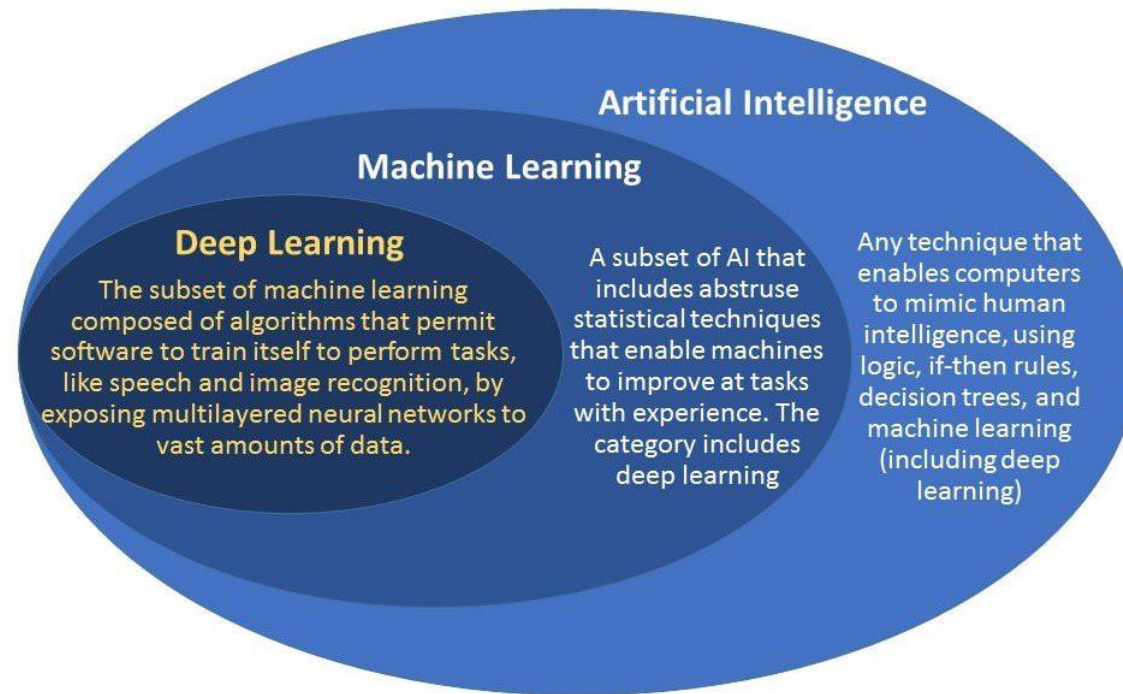 Artificial Intelligence
Machine Learning
Deep Learning
The subset of machine learning
composed of algorithms that permit
software to train itself to perform tasks,
like speech and image recognition, by
exposing multilayered neural networks to
vast amounts of data.
A subset of AI that
includes abstruse
statistical techniques
that enable machines
to improve at tasks
with experience. The
category includes
deep learning
Any technique that
enables computers
to mimic human
intelligence, using
logic, if-then rules,
decision trees, and
machine learning
(including deep
learning)